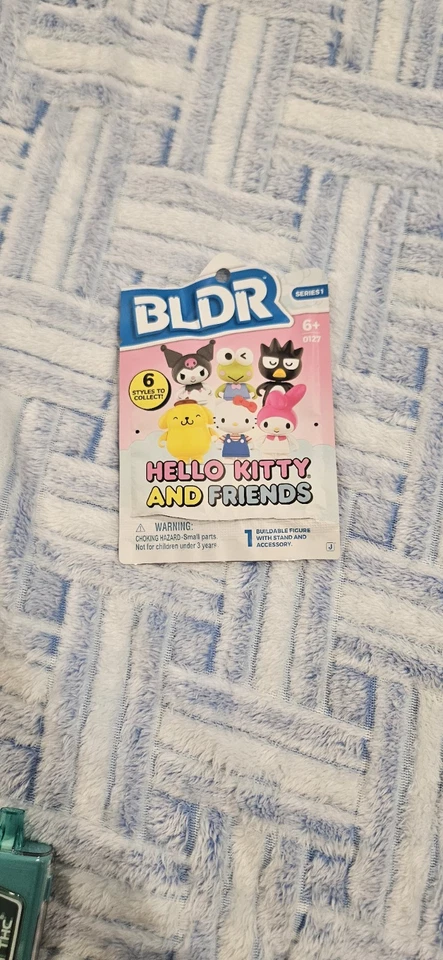 BLDR
SERIES 1
6+
0127
6
STYLES TO
COLLECT!
HELLO KITTY®
AND FRIENDS
⚠ WARNING:
CHOKING HAZARD-Small parts
Not for children under 3 years
1 BUILDABLE FIGURE
WITH STAND AND
ACCESSORY.
J
THC